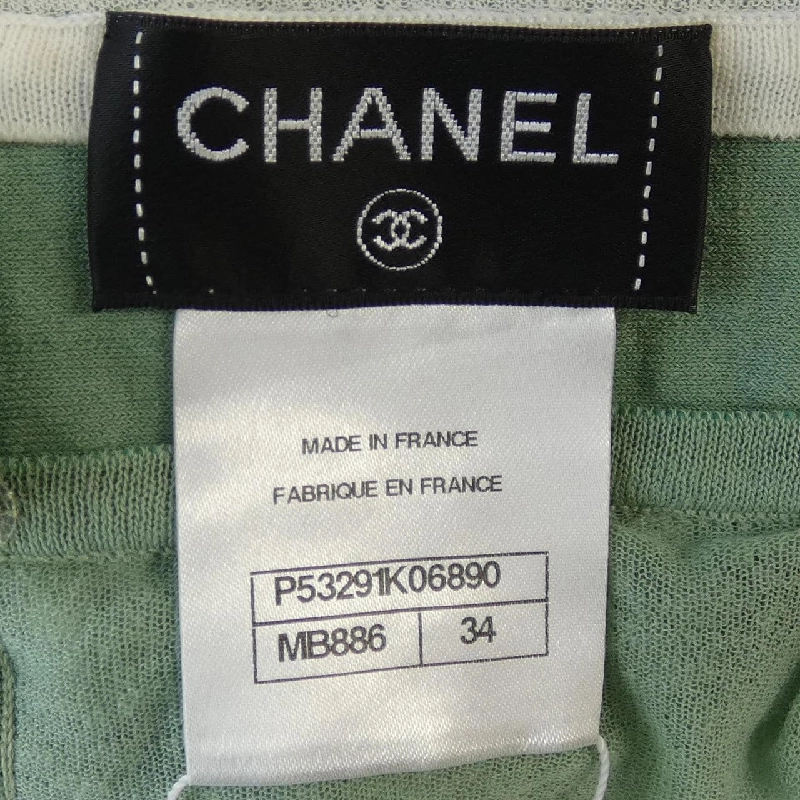 CHANEL
MADE IN FRANCE
FABRIQUE EN FRANCE
P53291K06890
MB886 34